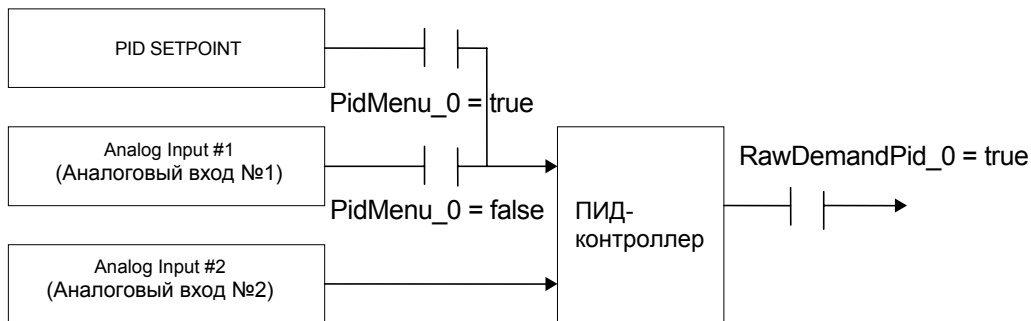 PID SETPOINT
PidMenu_0 = true
Analog Input #1
(Аналоговый вход №1)
PidMenu_0 = false
Analog Input #2
(Аналоговый вход №2)
ПИД-
контроллер
RawDemandPid_0 = true